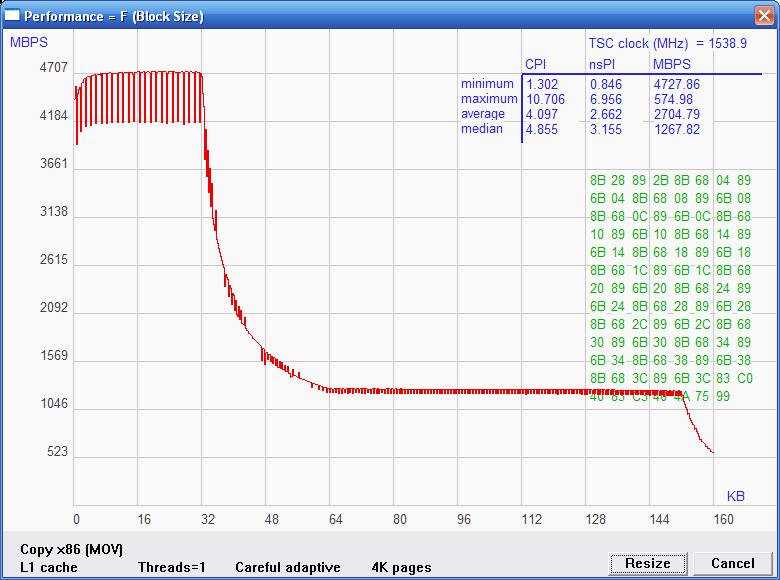 Performance = F (Block Size)
MBPS
TSC clock (MHz) = 1538.9
CPI nsPI MBPS
minimum 1.302 0.846 4727.86
maximum 10.706 6.956 574.98
average 4.097 2.662 2704.79
median 4.855 3.155 1267.82
4707
4184
3661
3138
2615
2092
1569
1046
523
8B 28 89 2B 8B 68 04 89
6B 04 8B 68 08 89 6B 08
8B 68 0C 89 6B 0C 8B 68
10 89 6B 10 8B 68 14 89
6B 14 8B 68 18 89 6B 18
8B 68 1C 89 6B 1C 8B 68
20 89 6B 20 8B 68 24 89
6B 24 8B 68 28 89 6B 28
8B 68 2C 89 6B 2C 8B 68
30 89 6B 30 8B 68 34 89
6B 34 8B 68 38 89 6B 38
8B 68 3C 89 6B 3C 83 C0
40 83 C3 40 4A 75 99
KB
0 16 32 48 64 80 96 112 128 144 160
Copy x86 (MOV)
L1 cache Threads=1 Careful adaptive 4K pages
Resize Cancel